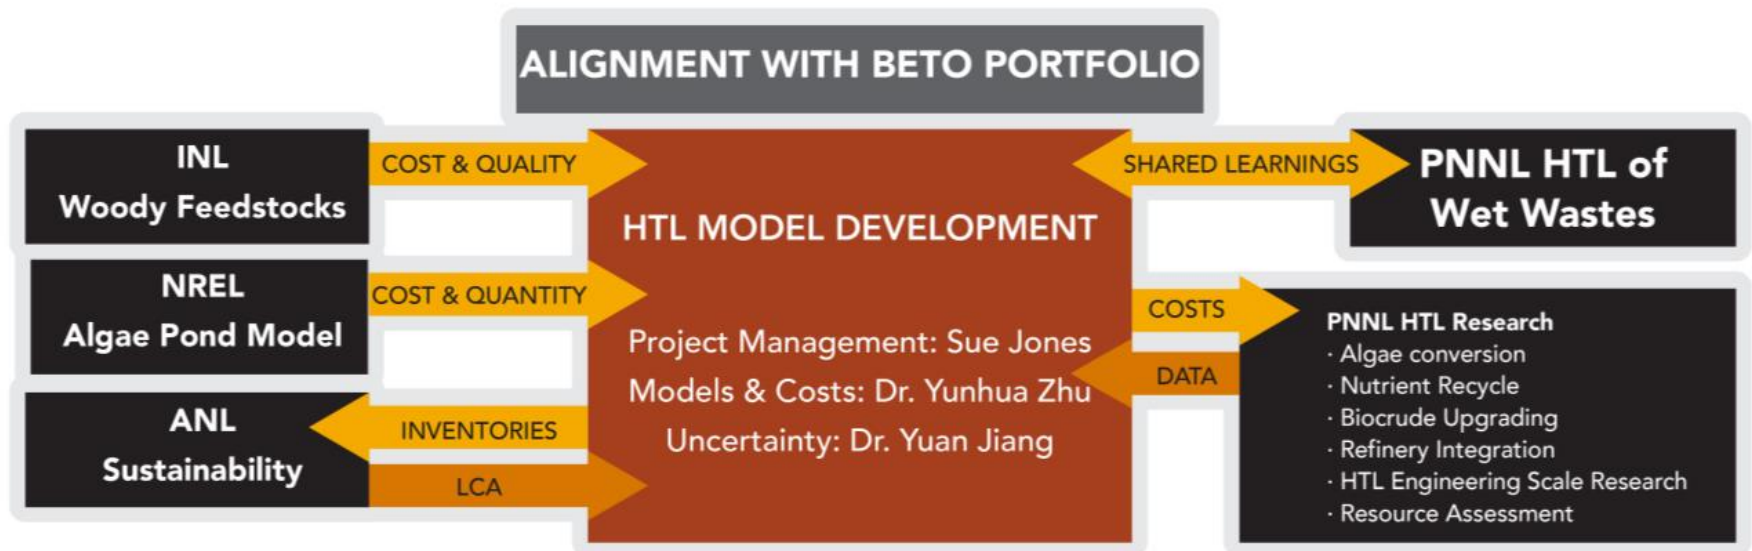 ALIGNMENT WITH BETO PORTFOLIO
INL
Woody Feedstocks
COST & QUALITY
NREL
Algae Pond Model
COST & QUANTITY
ANL
Sustainability
INVENTORIES
LCA
HTL MODEL DEVELOPMENT
Project Management: Sue Jones
Models & Costs: Dr. Yunhua Zhu
Uncertainty: Dr. Yuan Jiang
SHARED LEARNINGS
PNNL HTL of
Wet Wastes
COSTS
DATA
PNNL HTL Research
· Algae conversion
· Nutrient Recycle
· Biocrude Upgrading
· Refinery Integration
· HTL Engineering Scale Research
· Resource Assessment